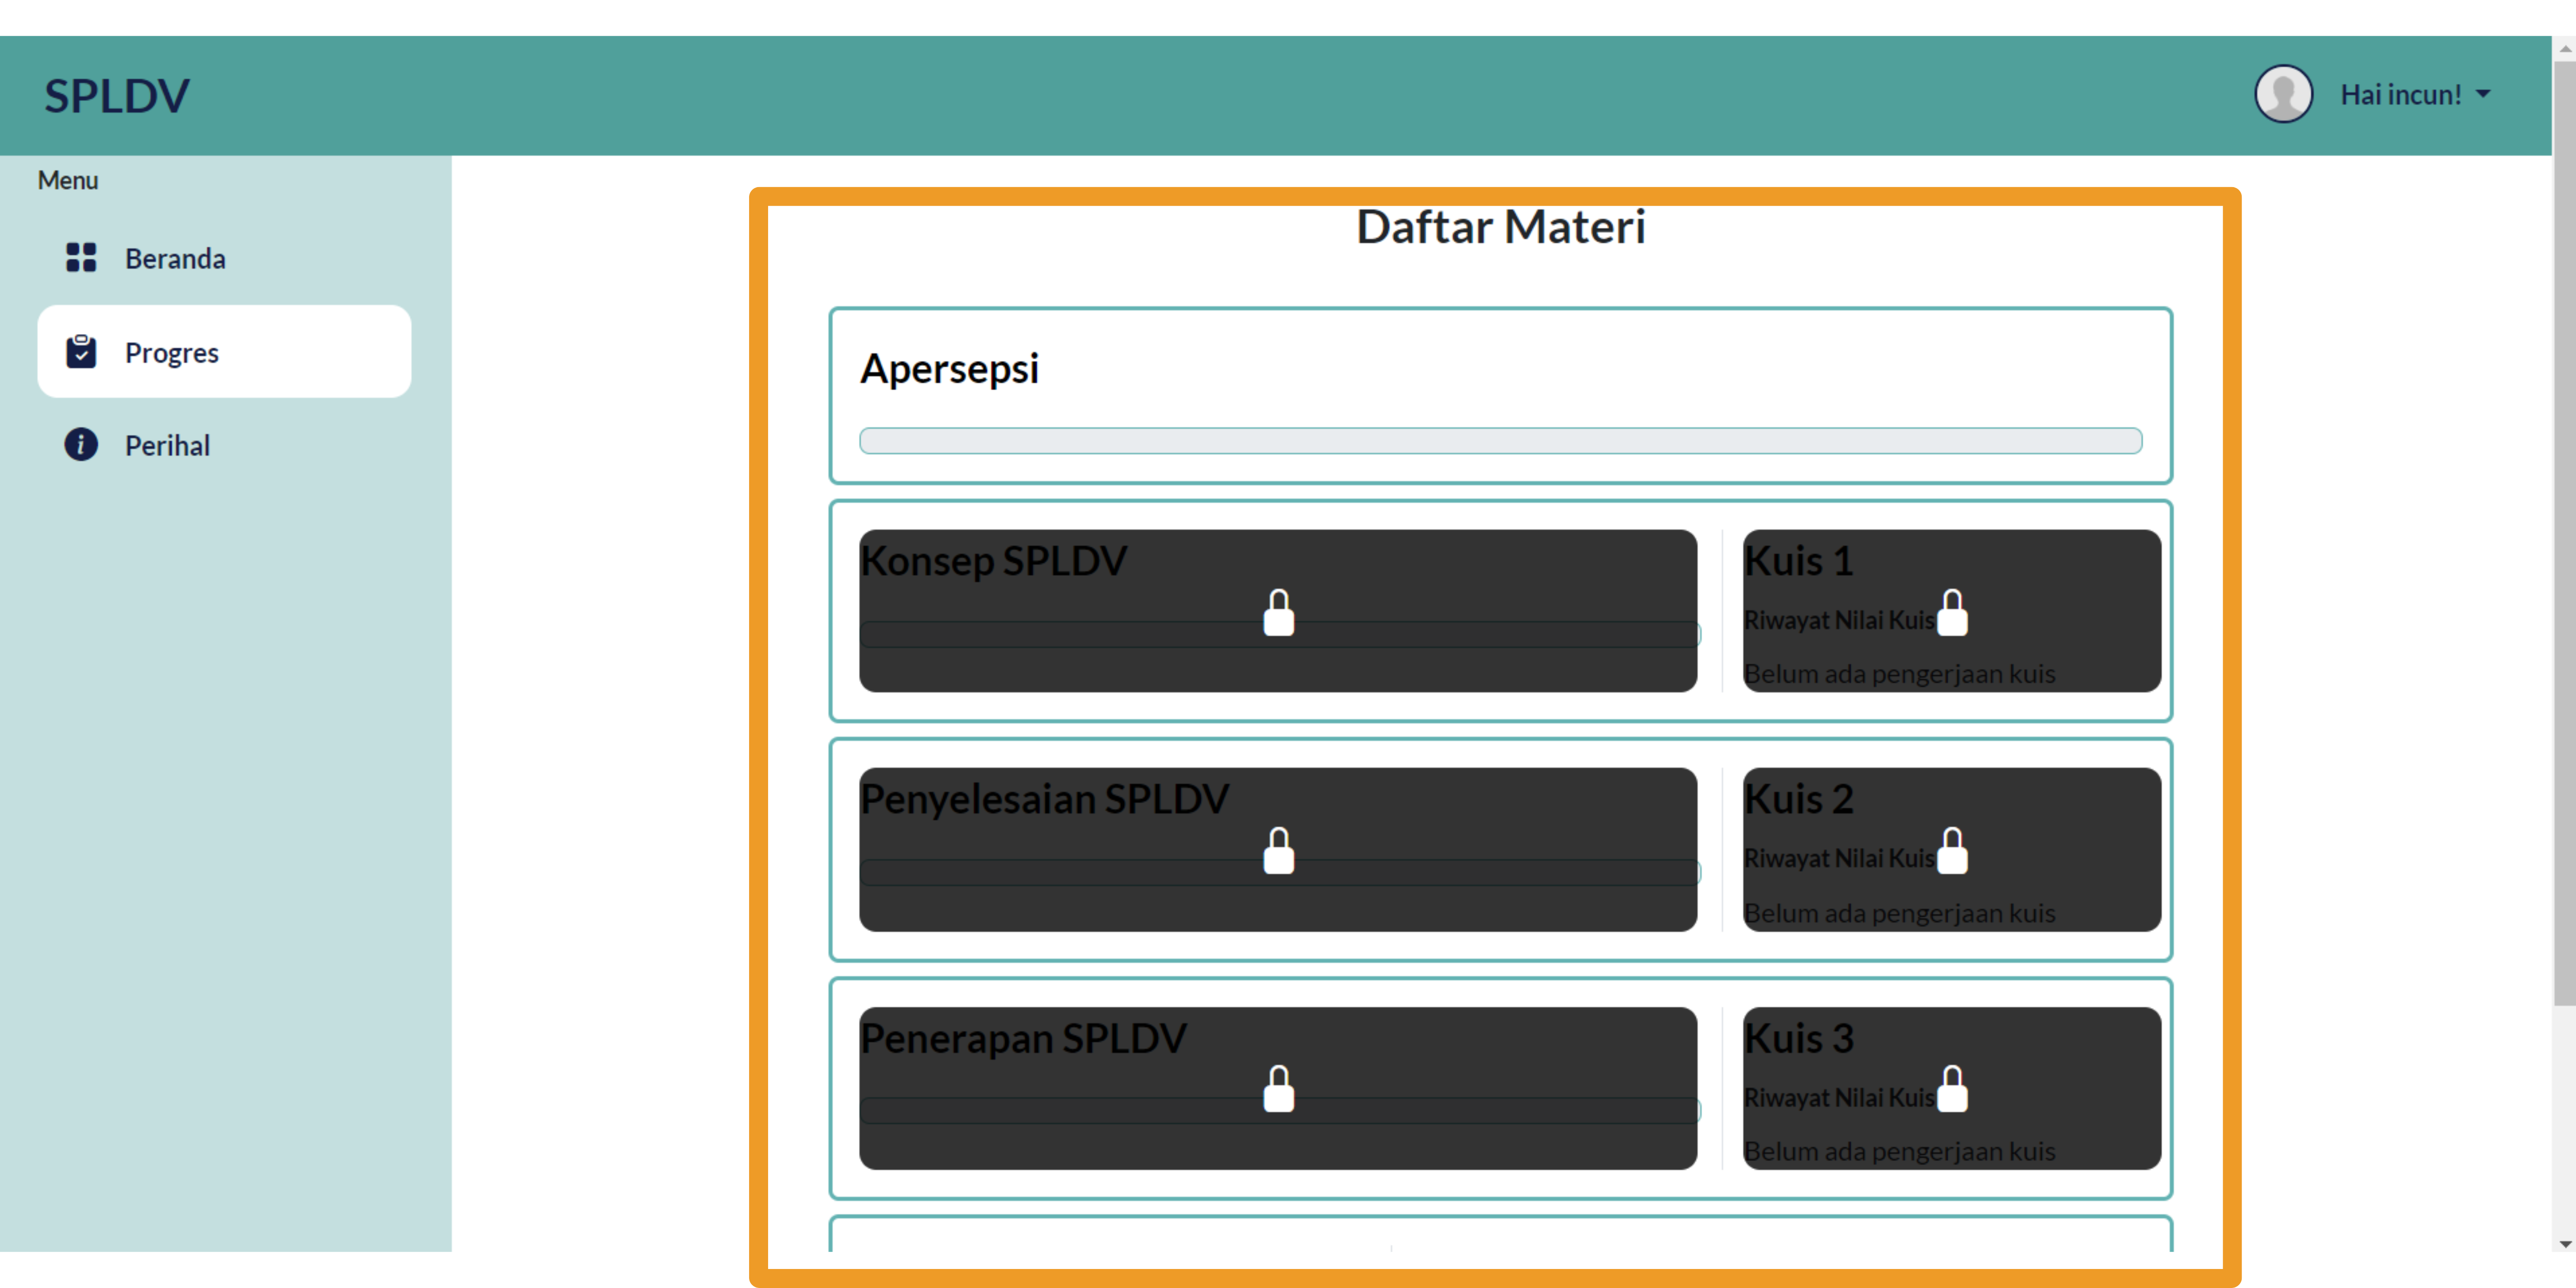 SPLDV
Hai incun!
Menu
Beranda
Progres
Perihal
Daftar Materi
Apersepsi
Konsep SPLDV
Kuis 1
Riwayat Nilai Kuis
Belum ada pengerjaan kuis
Penyelesaian SPLDV
Kuis 2
Riwayat Nilai Kuis
Belum ada pengerjaan kuis
Penerapan SPLDV
Kuis 3
Riwayat Nilai Kuis
Belum ada pengerjaan kuis